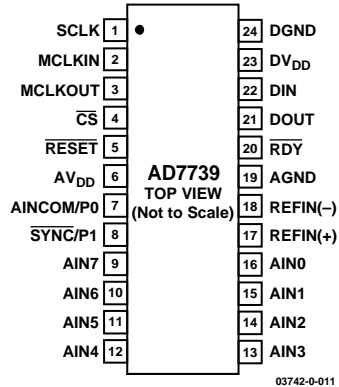 SCLK 1 24 DGND
MCLKIN 2 23 DVDD
MCLKOUT 3 22 DIN
CS 4 21 DOUT
RESET 5 20 RDY
AVDD 6 AD7739 19 AGND
TOP VIEW
AINCOM/P0 7 (Not to Scale) 18 REFIN(–)
SYNC/P1 8 17 REFIN(+)
AIN7 9 16 AIN0
AIN6 10 15 AIN1
AIN5 11 14 AIN2
AIN4 12 13 AIN3
03742-0-011